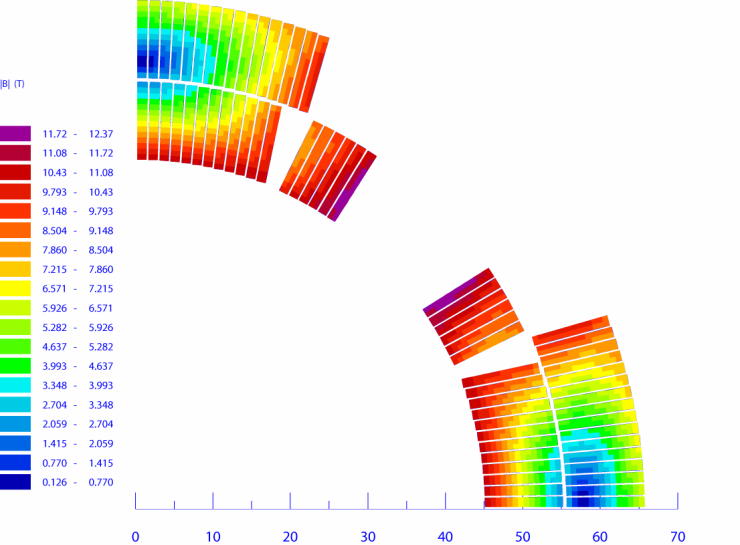 |B| (T)
11.72 - 12.37
11.08 - 11.72
10.43 - 11.08
9.793 - 10.43
9.148 - 9.793
8.504 - 9.148
7.860 - 8.504
7.215 - 7.860
6.571 - 7.215
5.926 - 6.571
5.282 - 5.926
4.637 - 5.282
3.993 - 4.637
3.348 - 3.993
2.704 - 3.348
2.059 - 2.704
1.415 - 2.059
0.770 - 1.415
0.126 - 0.770
0 10 20 30 40 50 60 70